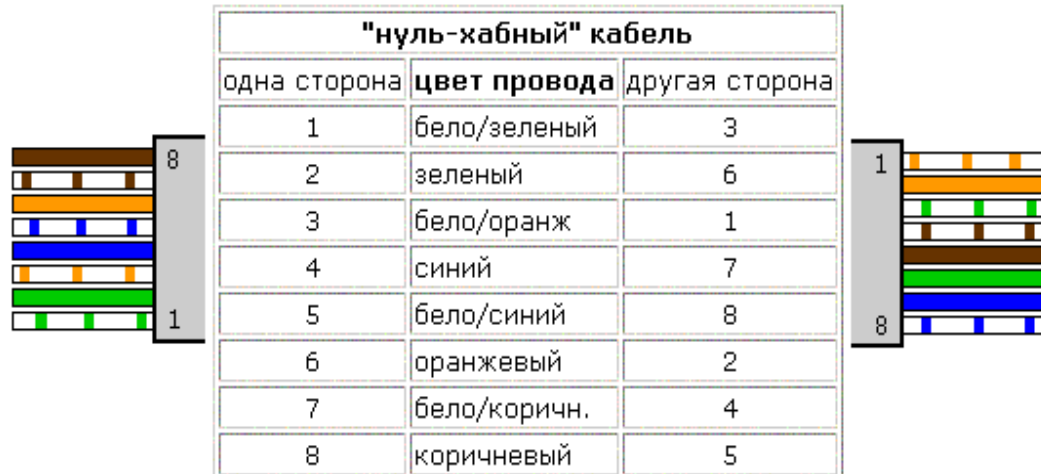 "нуль-хабный" кабель
одна сторона цвет провода другая сторона
1 бело/зеленый 3
2 зеленый 6
3 бело/оранж 1
4 синий 7
5 бело/синий 8
6 оранжевый 2
7 бело/коричн. 4
8 коричневый 5
8
1
1
8